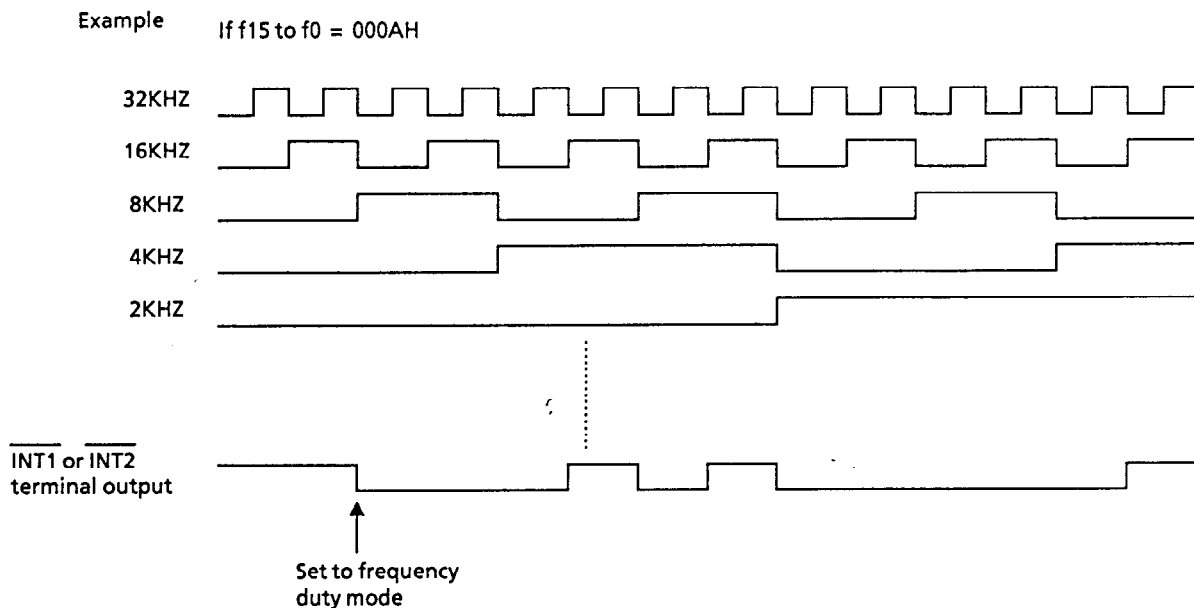 Example
If f15 to f0 = 000AH
32KHZ
16KHZ
8KHZ
4KHZ
2KHZ
INT1 or INT2
terminal output
Set to frequency
duty mode